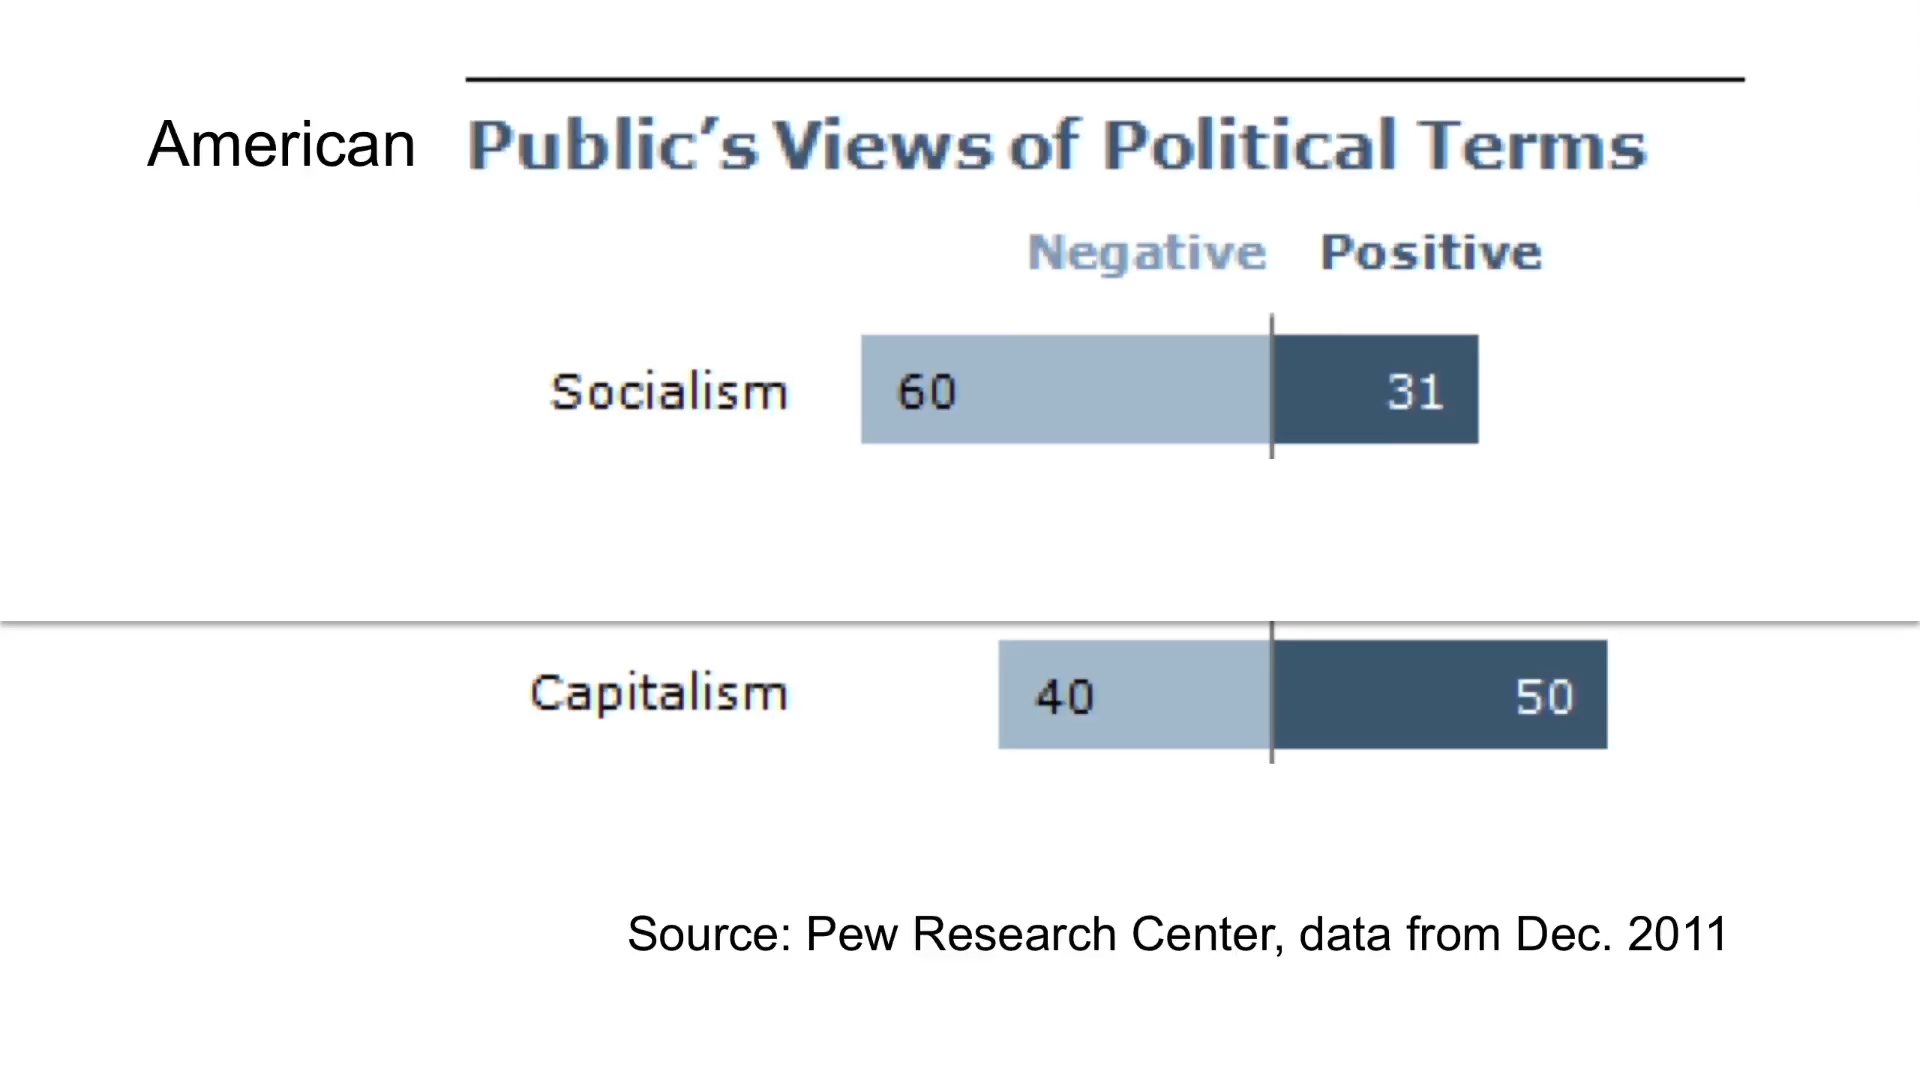 American Public's Views of Political Terms
Negative Positive
Socialism 60 31
Capitalism 40 50
Source: Pew Research Center, data from Dec. 2011